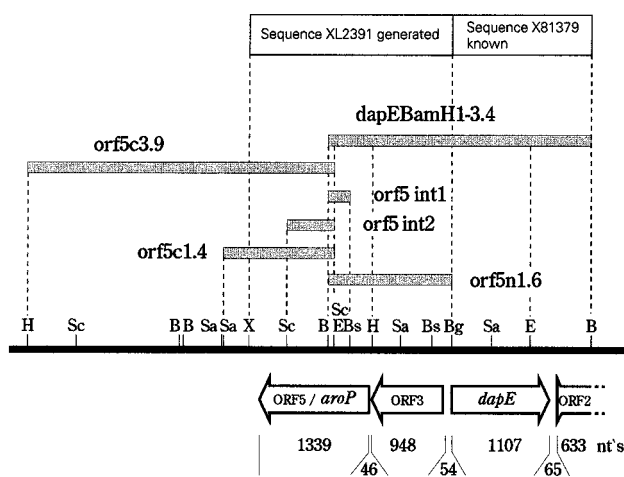 Sequence XL2391 generated
Sequence X81379 known
dapEBamH1-3.4
orf5c3.9
orf5 int1
orf5 int2
orf5c1.4
orf5n1.6
Sc
H Sc B B Sa Sa X Sc B E Bs H Sa Bs Bg Sa E B
ORF5 / aroP ORF3 dapE ORF2
1339 948 1107 633 nt`s
46 54 65